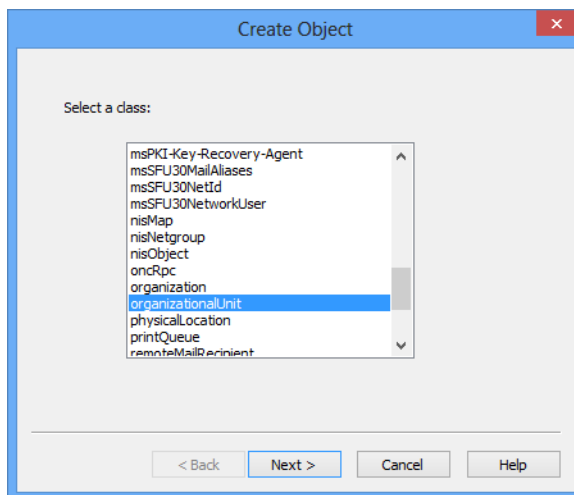 Create Object
Select a class:
msPKI-Key-Recovery-Agent
msSFU30MailAliases
msSFU30NetId
msSFU30NetworkUser
nisMap
nisNetgroup
nisObject
oncRpc
organization
organizationalUnit
physicalLocation
printQueue
remoteMailRecipient
< Back
Next >
Cancel
Help